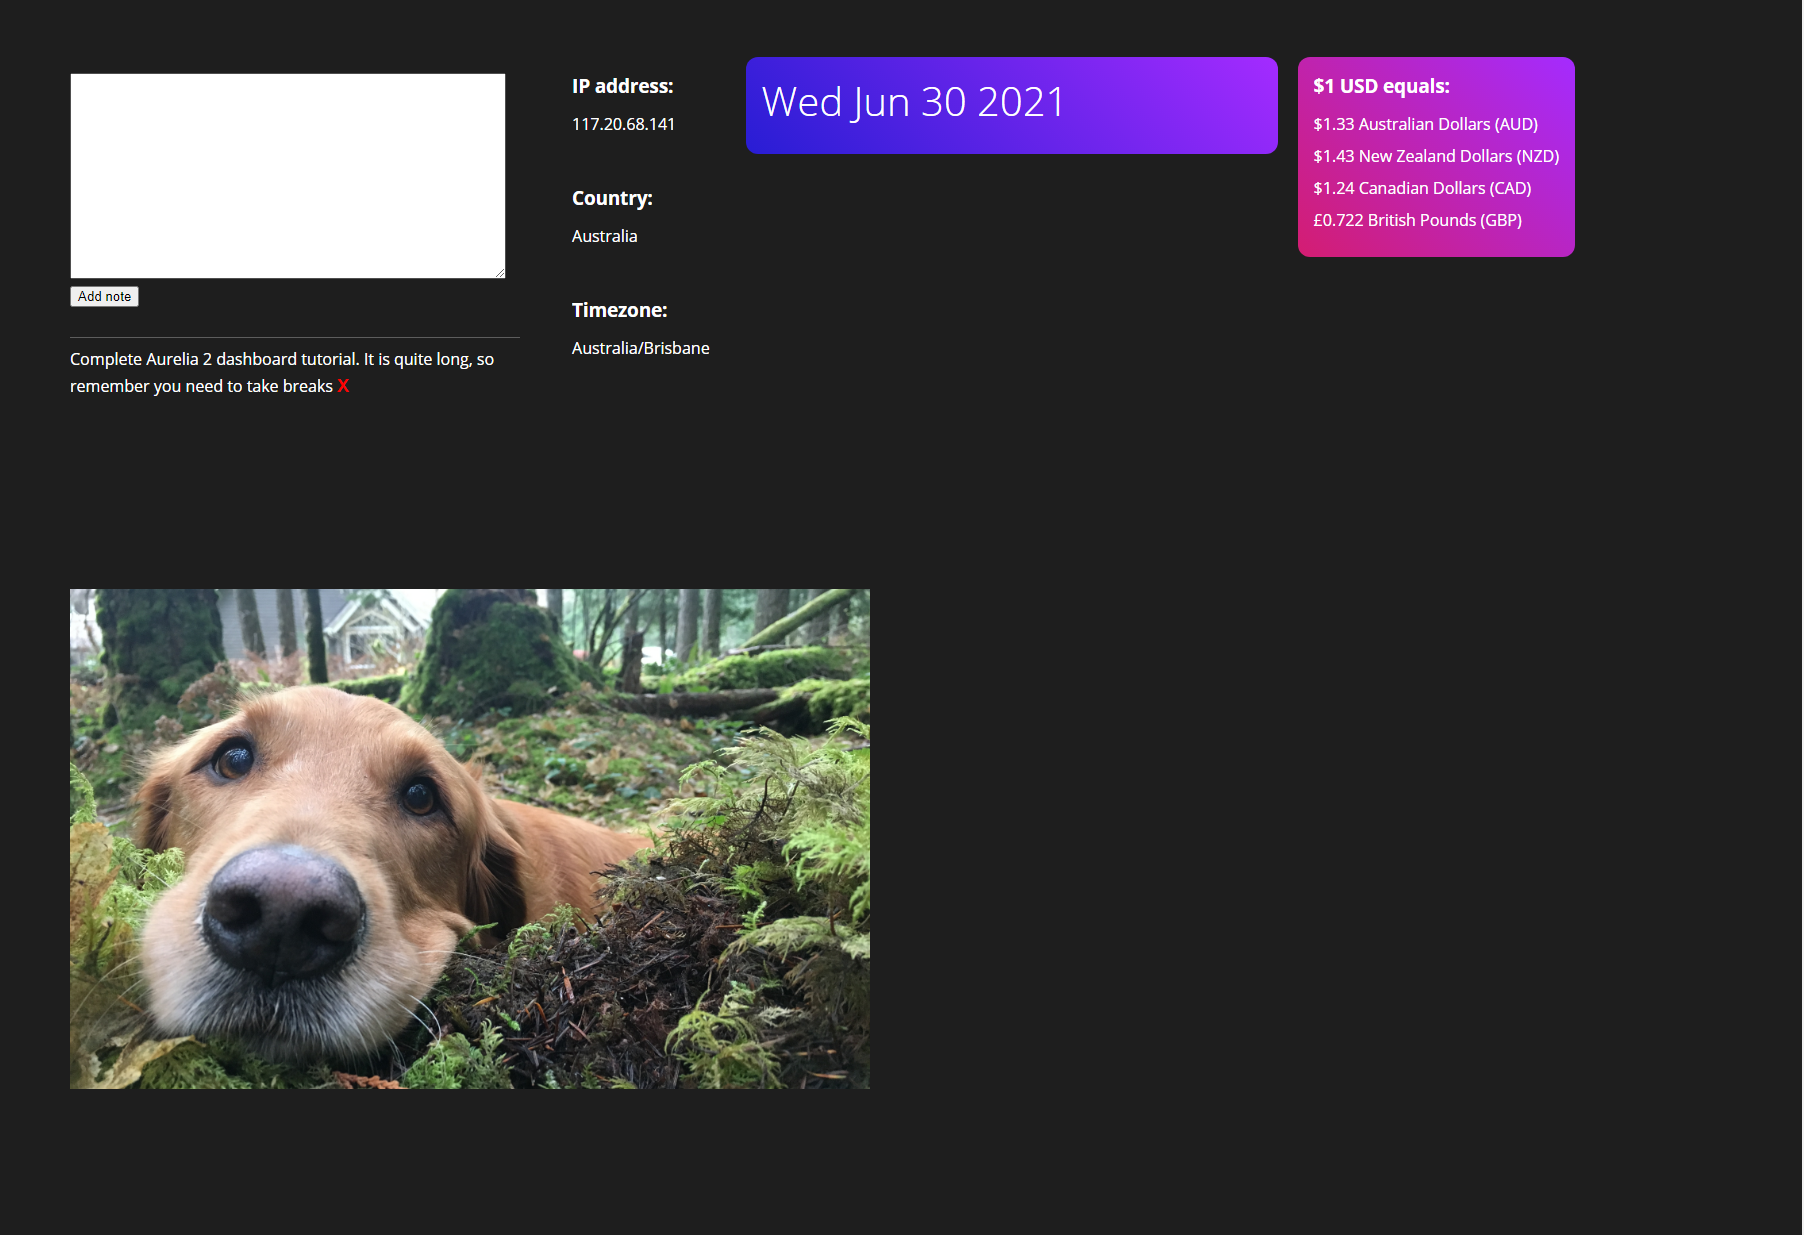 Add note
Complete Aurelia 2 dashboard tutorial. It is quite long, so
remember you need to take breaks X
IP address:
117.20.68.141
Country:
Australia
Timezone:
Australia/Brisbane
Wed Jun 30 2021
$1 USD equals:
$1.33 Australian Dollars (AUD)
$1.43 New Zealand Dollars (NZD)
$1.24 Canadian Dollars (CAD)
£0.722 British Pounds (GBP)